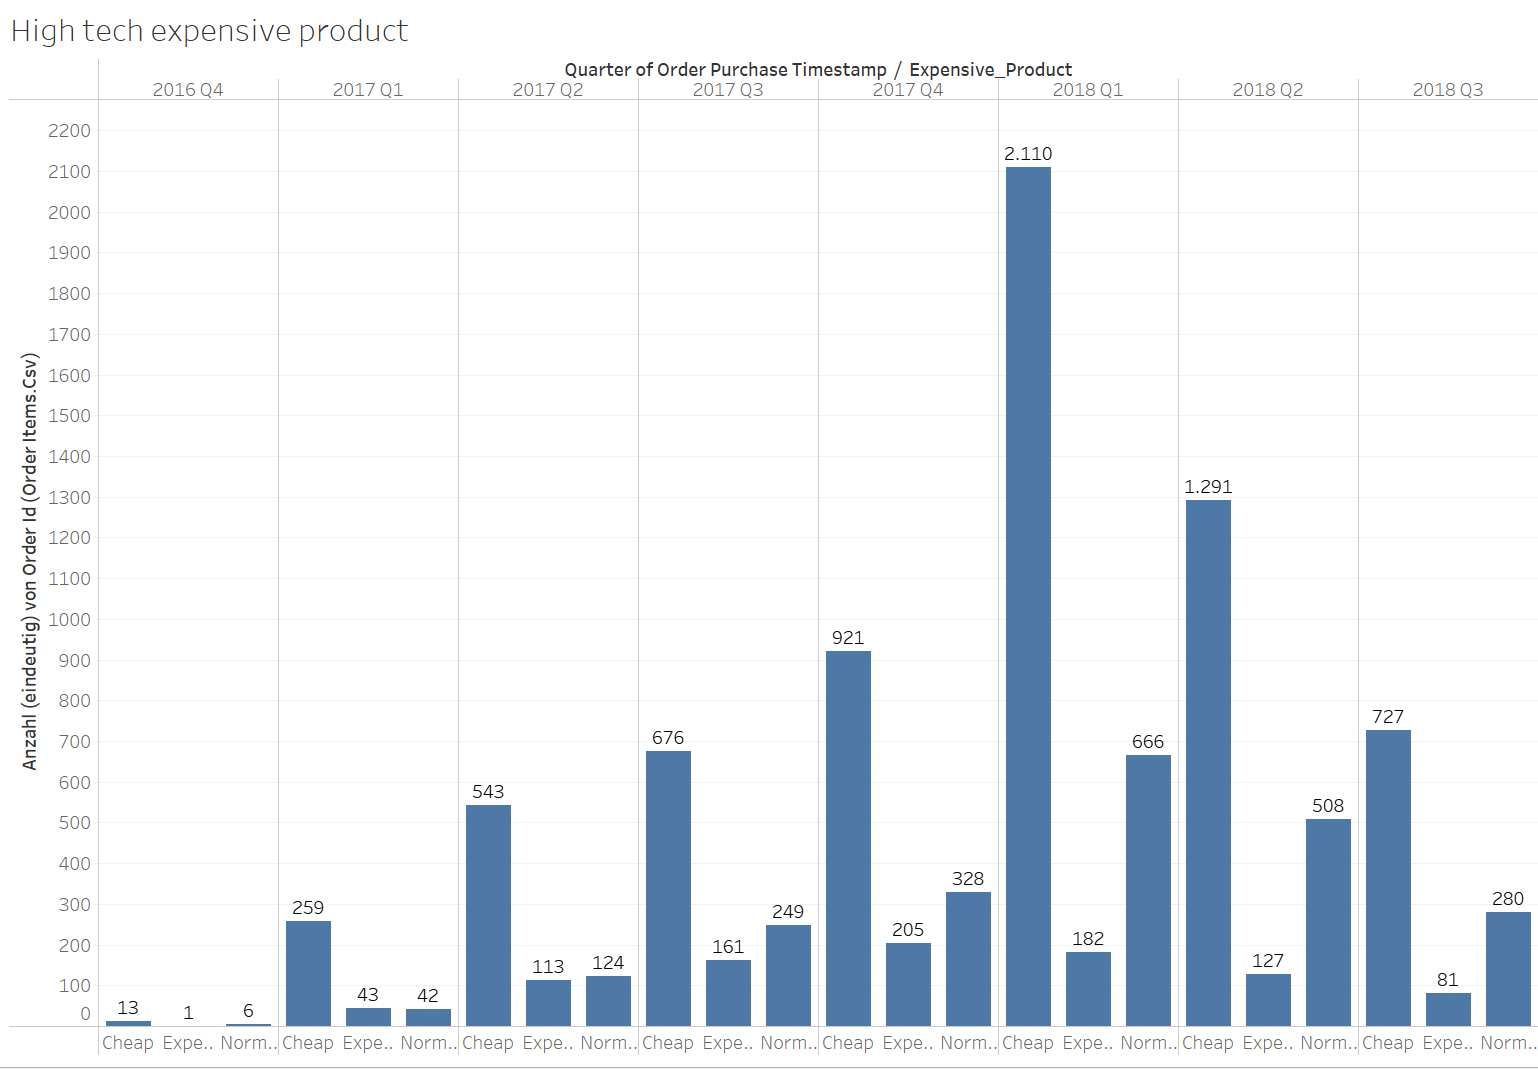 High tech expensive product
Quarter of Order Purchase Timestamp / Expensive_Product
2016 Q4 2017 Q1 2017 Q2 2017 Q3 2017 Q4 2018 Q1 2018 Q2 2018 Q3
Anzahl (eindeutig) von Order Id (Order Items.Csv)
2200
2100
2000
1900
1800
1700
1600
1500
1400
1300
1200
1100
1000
900
800
700
600
500
400
300
200
100
0
13 1 6
259 43 42
543 113 124
676 161 249
921 205 328
2.110 182 666
1.291 127 508
727 81 280
Cheap Expe.. Norm.. Cheap Expe.. Norm.. Cheap Expe.. Norm.. Cheap Expe.. Norm.. Cheap Expe.. Norm.. Cheap Expe.. Norm.. Cheap Expe.. Norm.. Cheap Expe.. Norm..